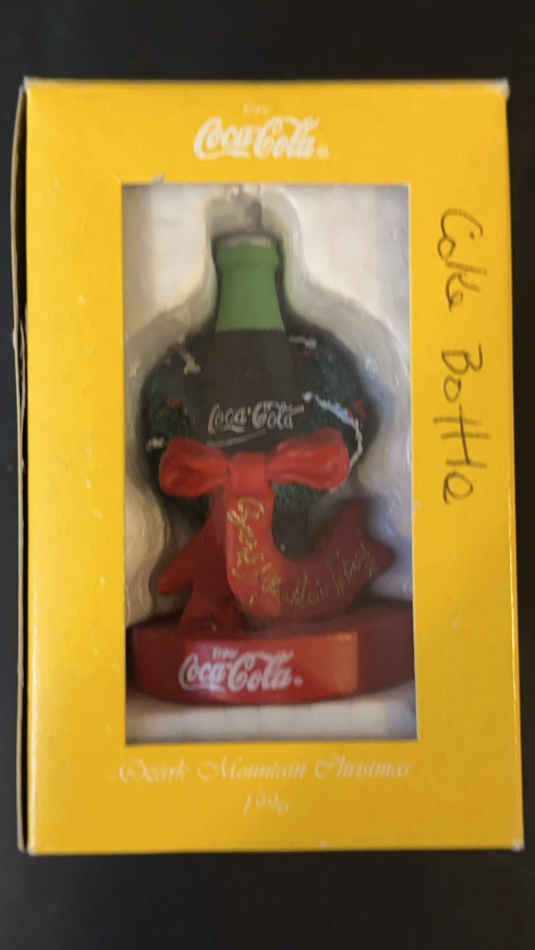 Enjoy
Coca-Cola
Coke Bottle
Coca-Cola
Enjoy
Coca-Cola
Ozark Mountain Christmas
1996